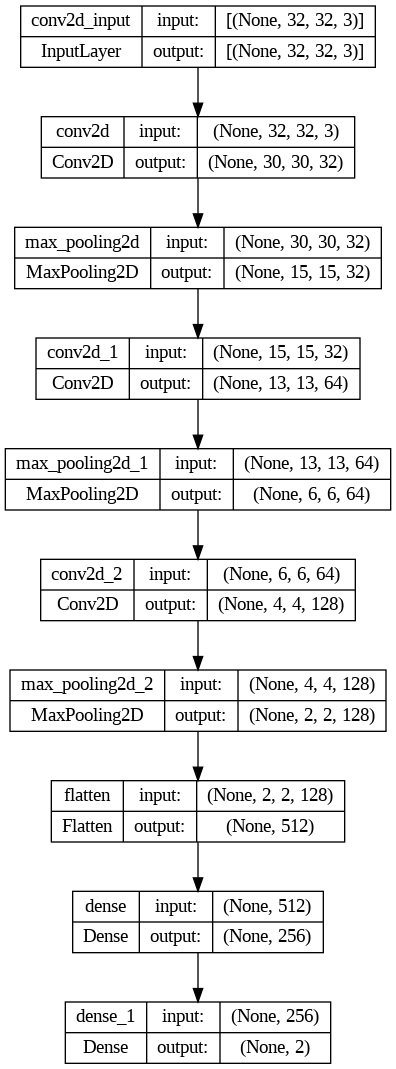 conv2d_input input: [(None, 32, 32, 3)]
InputLayer output: [(None, 32, 32, 3)]
conv2d input: (None, 32, 32, 3)
Conv2D output: (None, 30, 30, 32)
max_pooling2d input: (None, 30, 30, 32)
MaxPooling2D output: (None, 15, 15, 32)
conv2d_1 input: (None, 15, 15, 32)
Conv2D output: (None, 13, 13, 64)
max_pooling2d_1 input: (None, 13, 13, 64)
MaxPooling2D output: (None, 6, 6, 64)
conv2d_2 input: (None, 6, 6, 64)
Conv2D output: (None, 4, 4, 128)
max_pooling2d_2 input: (None, 4, 4, 128)
MaxPooling2D output: (None, 2, 2, 128)
flatten input: (None, 2, 2, 128)
Flatten output: (None, 512)
dense input: (None, 512)
Dense output: (None, 256)
dense_1 input: (None, 256)
Dense output: (None, 2)